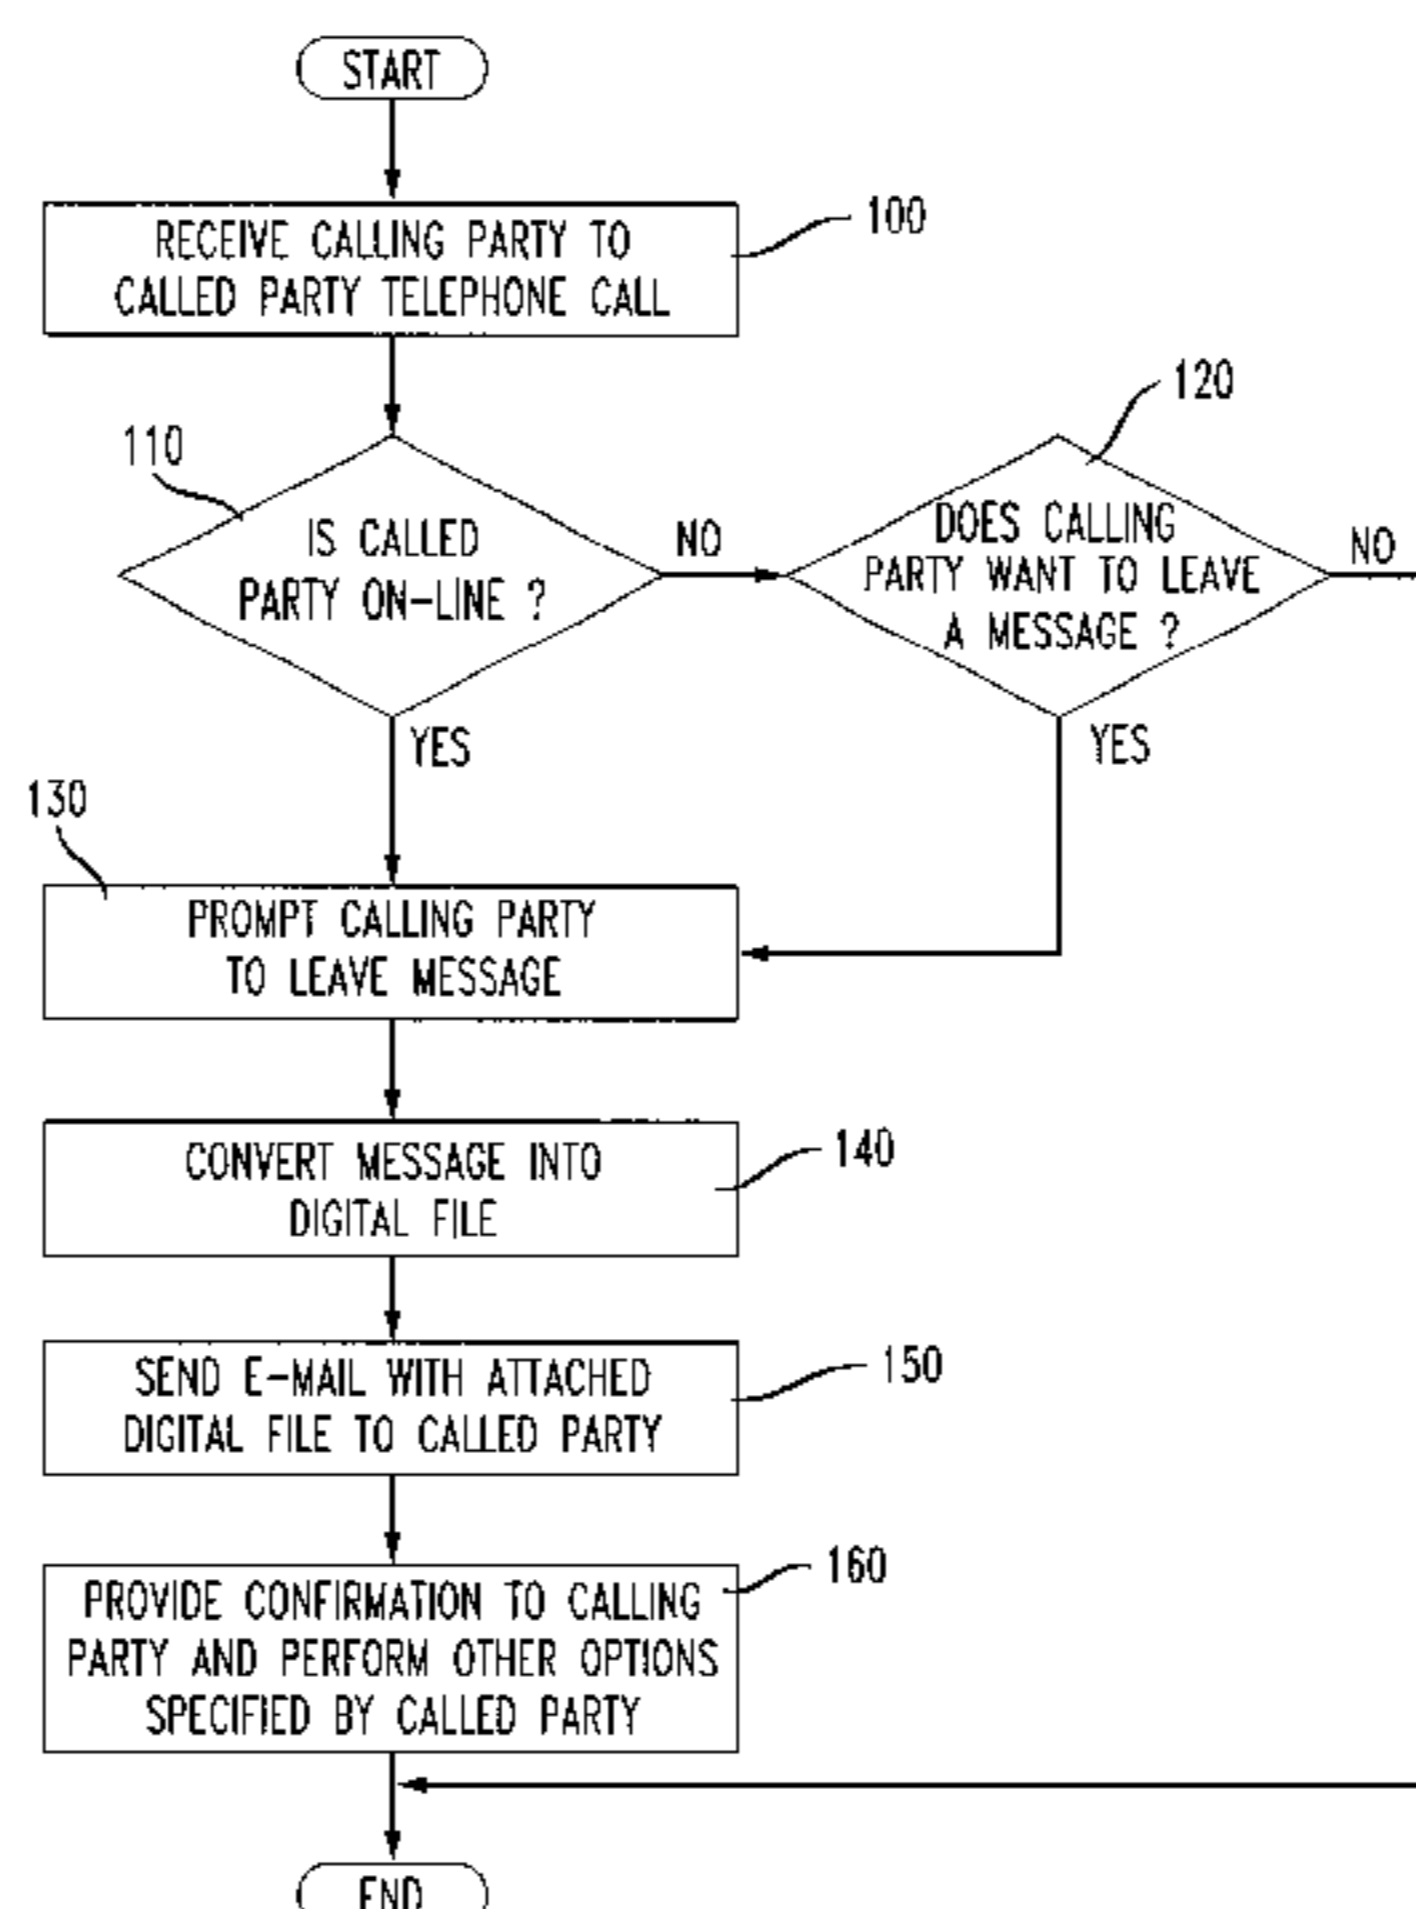 START
RECEIVE CALLING PARTY TO
CALLED PARTY TELEPHONE CALL
100
110
IS CALLED
PARTY ON-LINE ?
NO
120
DOES CALLING
PARTY WANT TO LEAVE
A MESSAGE ?
NO
YES
YES
130
PROMPT CALLING PARTY
TO LEAVE MESSAGE
CONVERT MESSAGE INTO
DIGITAL FILE
140
SEND E-MAIL WITH ATTACHED
DIGITAL FILE TO CALLED PARTY
150
PROVIDE CONFIRMATION TO CALLING
PARTY AND PERFORM OTHER OPTIONS
SPECIFIED BY CALLED PARTY
160
END